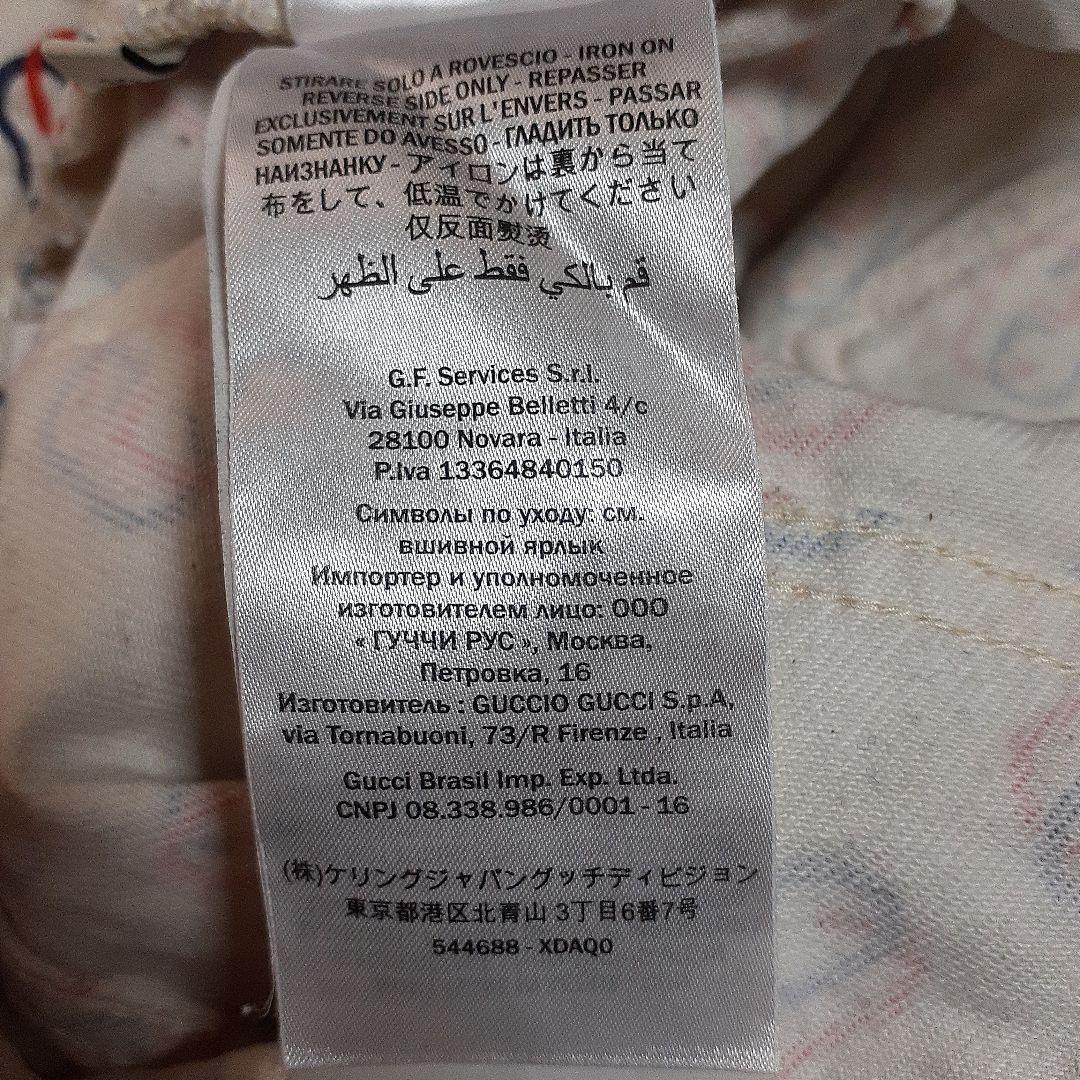 STIRARE SOLO A ROVESCIO - IRON ON
REVERSE SIDE ONLY - REPASSER
EXCLUSIVEMENT SUR L'ENVERS - PASSAR
SOMENTE DO AVESSO - ГЛАДИТЬ ТОЛЬКО
НАИЗНАНКУ - アイロンは裏から当て
布をして、低温でかけてください
仅反面熨烫
قم بالكي فقط على الظهر
G.F. Services S.r.l.
Via Giuseppe Belletti 4/c
28100 Novara - Italia
P.Iva 13364840150
Символы по уходу: см.
вшивной ярлык
Импортер и уполномоченное
изготовителем лицо: ООО
« ГУЧЧИ РУС », Москва,
Петровка, 16
Изготовитель : GUCCIO GUCCI S.p.A,
via Tornabuoni, 73/R Firenze , Italia
Gucci Brasil Imp. Exp. Ltda.
CNPJ 08.338.986/0001 - 16
(株)ケリングジャパングッチディビジョン
東京都港区北青山 3丁目6番7号
544688 - XDAQ0